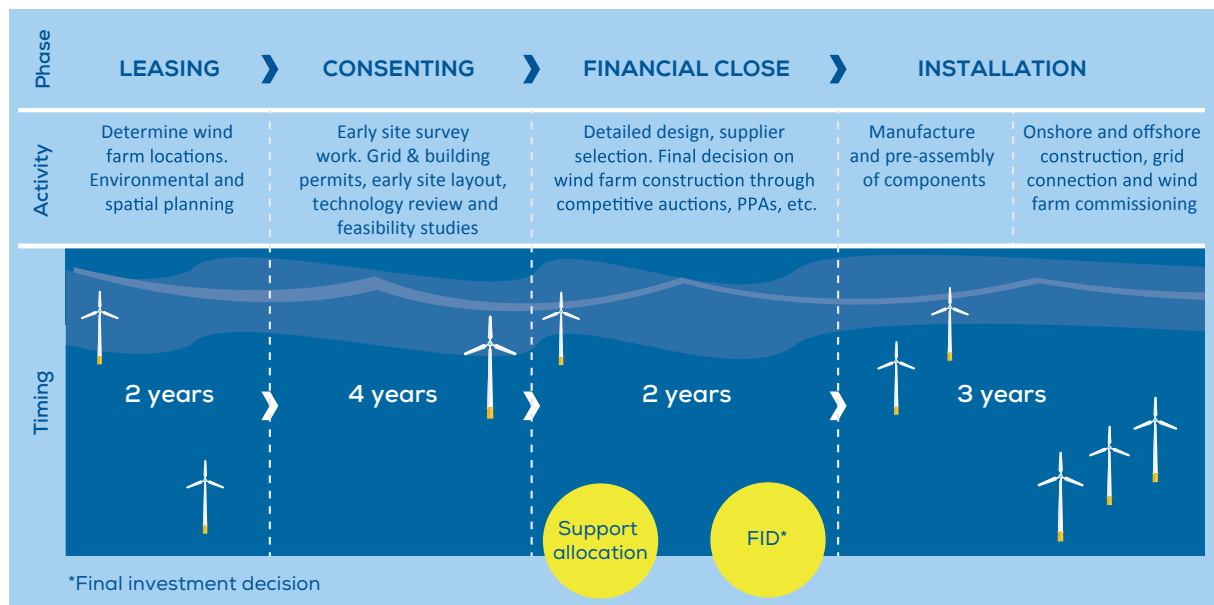 Phase
LEASING
CONSENTING
FINANCIAL CLOSE
INSTALLATION
Activity
Determine wind
farm locations.
Environmental and
spatial planning
Early site survey
work. Grid & building
permits, early site layout,
technology review and
feasibility studies
Detailed design, supplier
selection. Final decision on
wind farm construction through
competitive auctions, PPAs, etc.
Manufacture
and pre-assembly
of components
Onshore and offshore
construction, grid
connection and wind
farm commissioning
Timing
2 years
4 years
2 years
3 years
Support
allocation
FID*
*Final investment decision